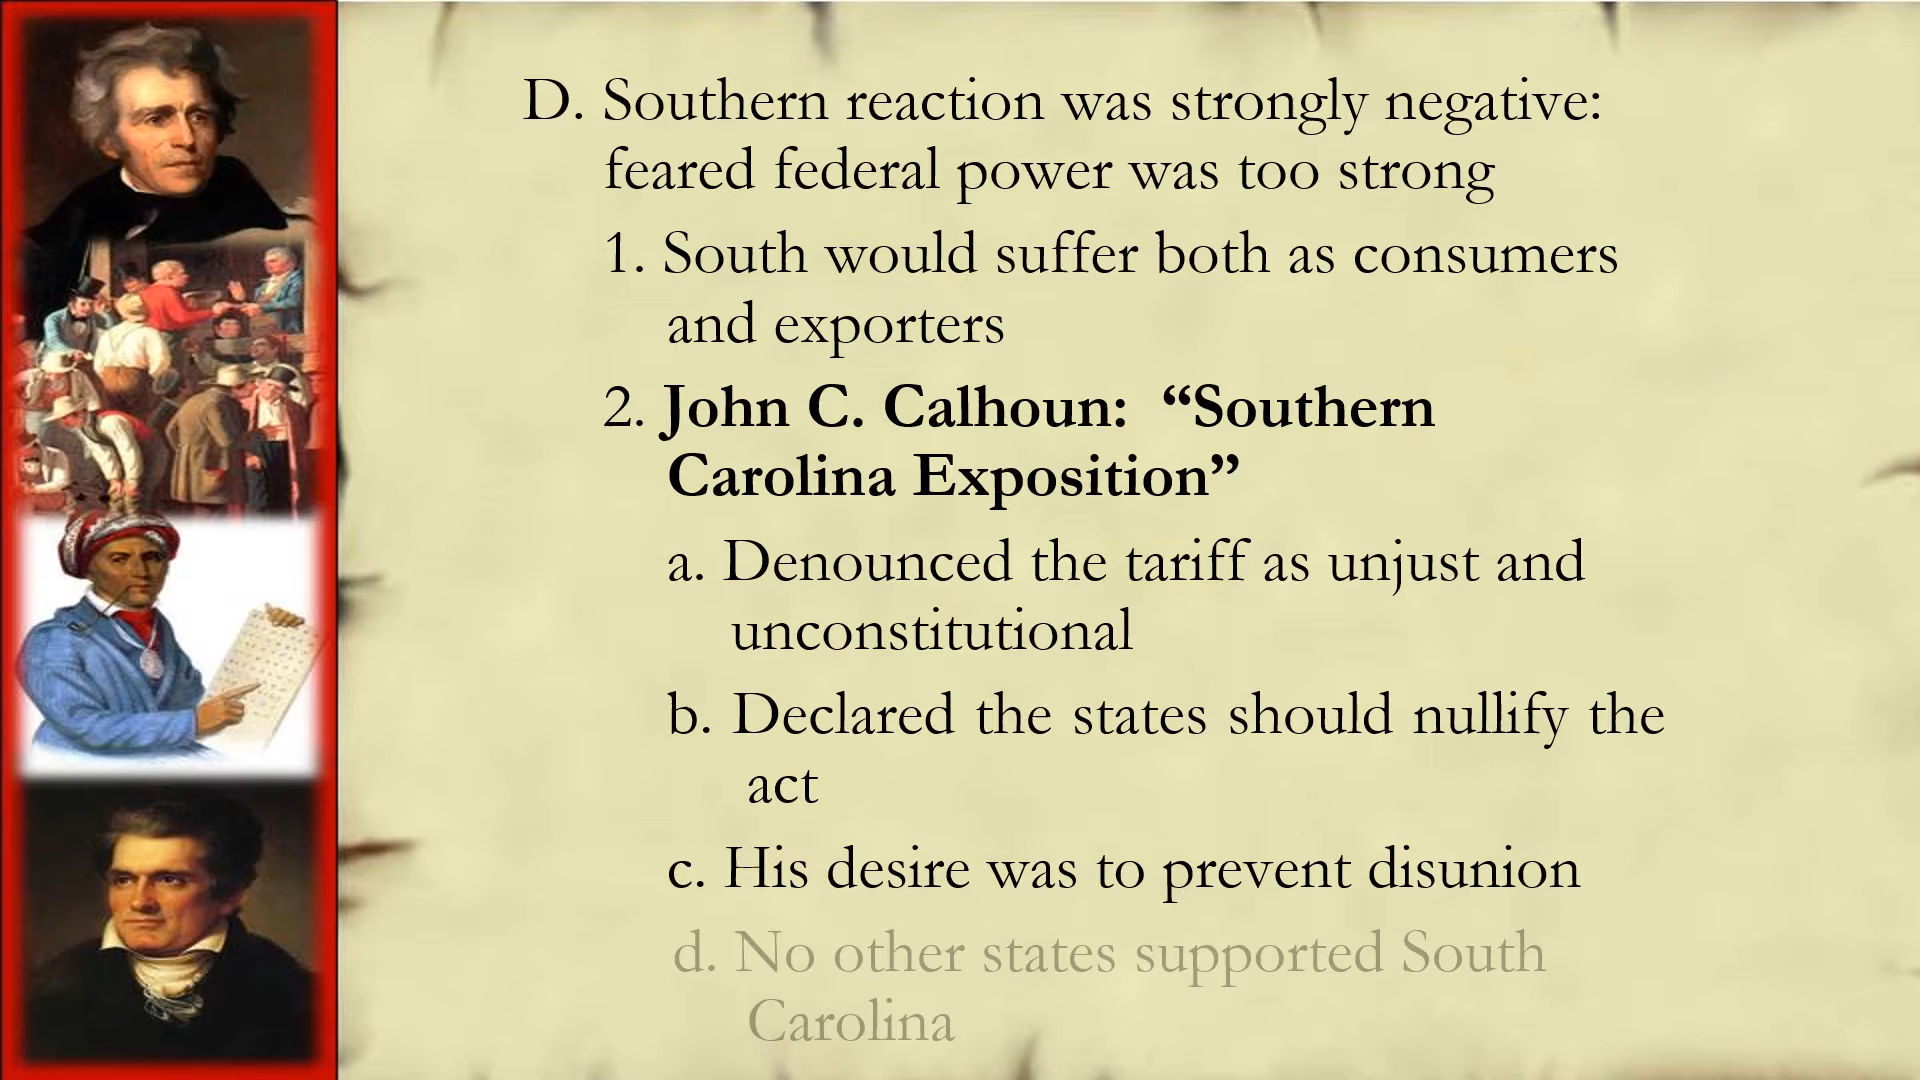 D. Southern reaction was strongly negative:
feared federal power was too strong
1. South would suffer both as consumers
and exporters
2. John C. Calhoun:  “Southern
Carolina Exposition”
a. Denounced the tariff as unjust and
unconstitutional
b. Declared the states should nullify the
act
c. His desire was to prevent disunion
d. No other states supported South
Carolina